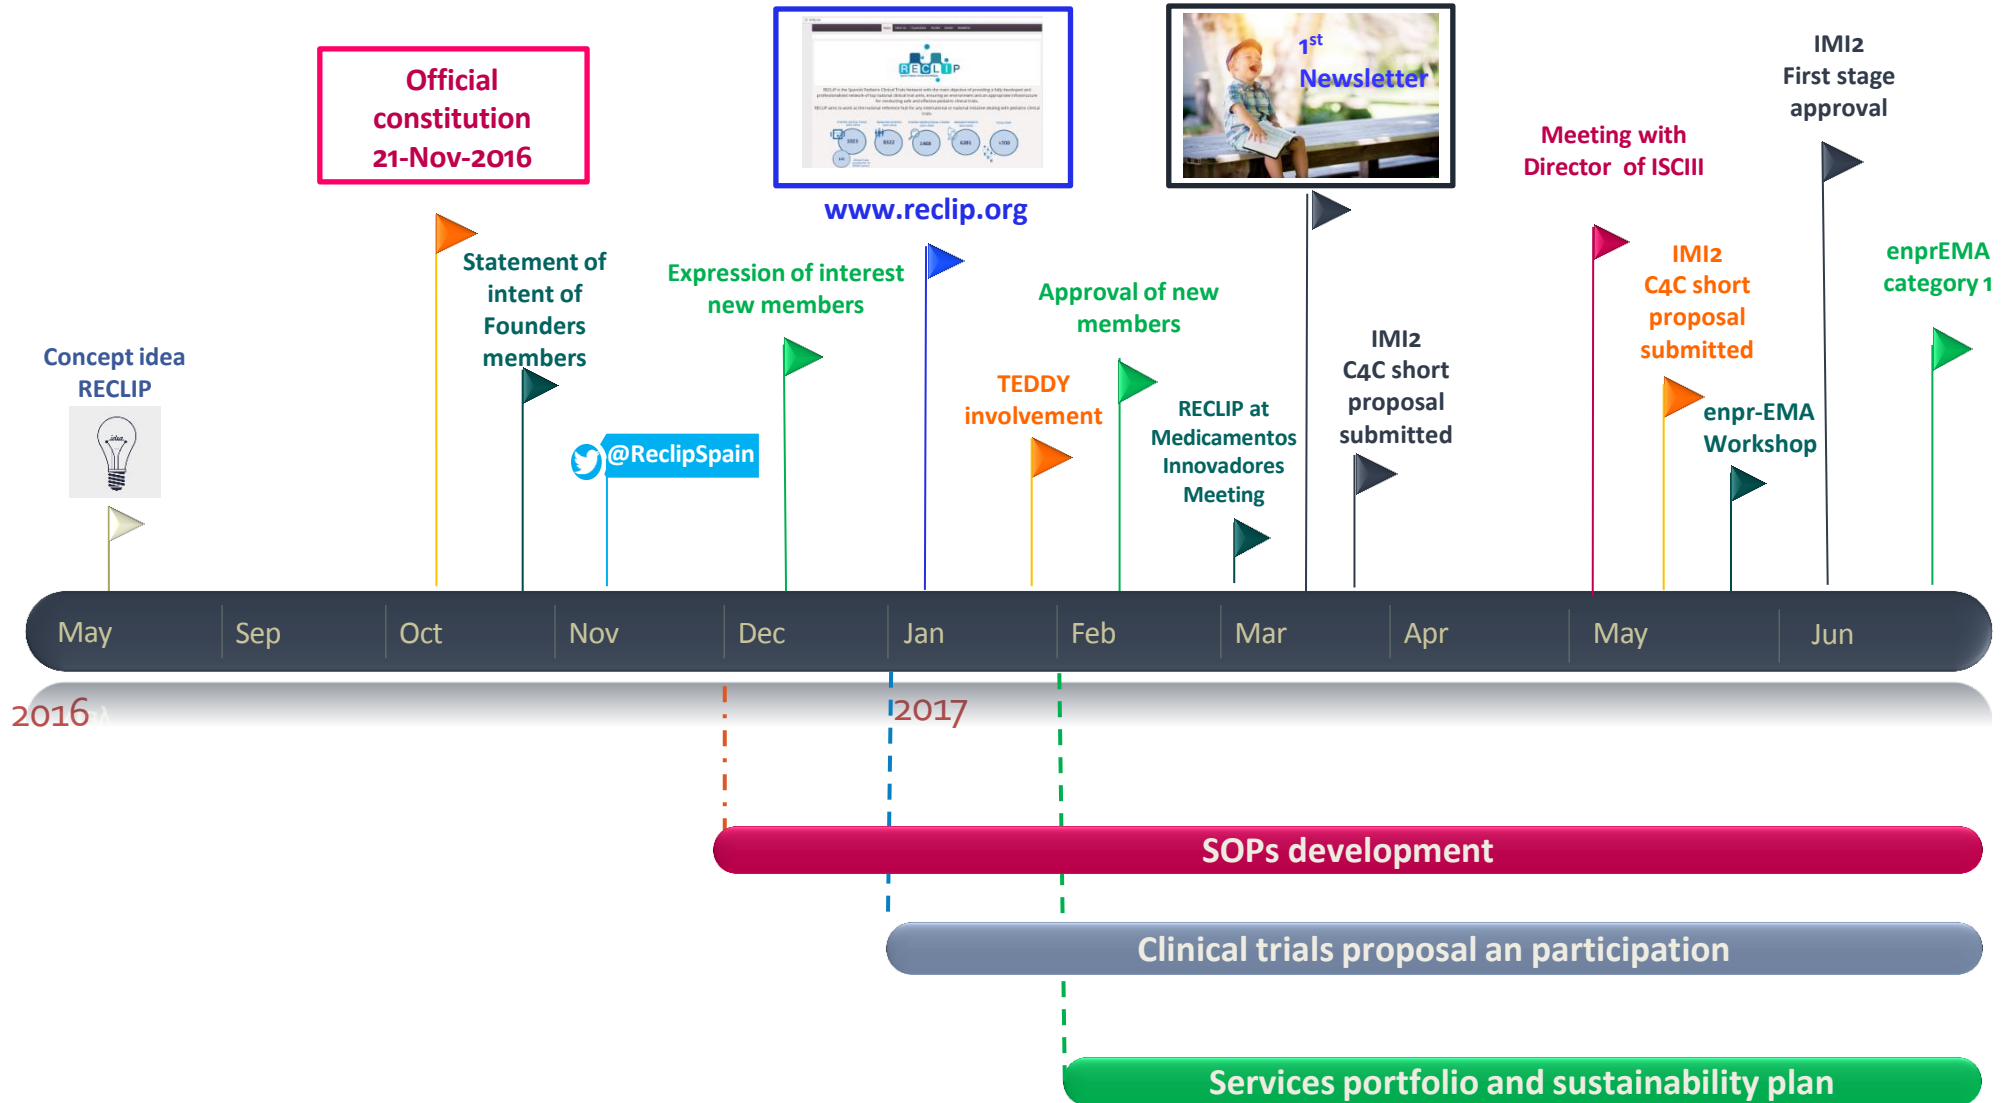 Official
constitution
21-Nov-2016
RECLIP
www.reclip.org
1st
Newsletter
IMI2
First stage
approval
Meeting with
Director of ISCIII
Statement of
intent of
Founders
members
Expression of interest
new members
Approval of new
members
IMI2
C4C short
proposal
submitted
enprEMA
category 1
Concept idea
RECLIP
idea
@ReclipSpain
TEDDY
involvement
RECLIP at
Medicamentos
Innovadores
Meeting
IMI2
C4C short
proposal
submitted
enpr-EMA
Workshop
May
Sep
Oct
Nov
Dec
Jan
Feb
Mar
Apr
May
Jun
2016
2017
SOPs development
Clinical trials proposal an participation
Services portfolio and sustainability plan